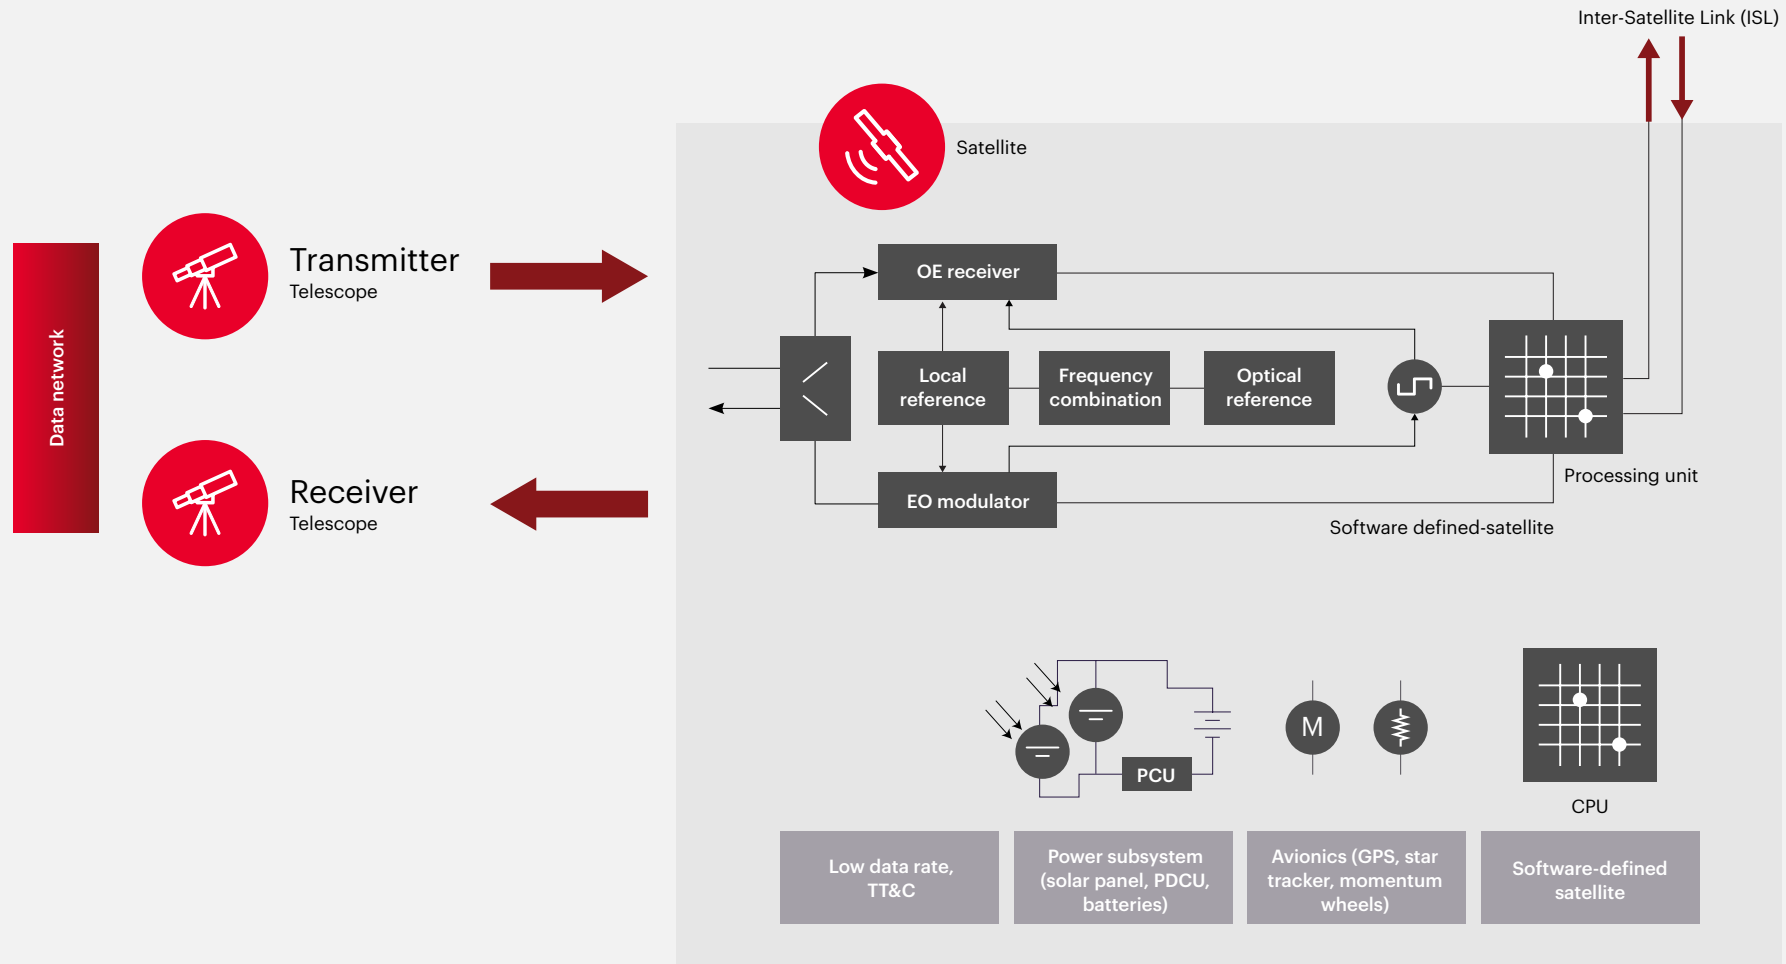 Inter-Satellite Link (ISL)
Satellite
Data network
Transmitter
Telescope
Receiver
Telescope
OE receiver
Local
reference
Frequency
combination
Optical
reference
EO modulator
Processing unit
Software defined-satellite
PCU
M
CPU
Low data rate,
TT&C
Power subsystem
(solar panel, PDCU,
batteries)
Avionics (GPS, star
tracker, momentum
wheels)
Software-defined
satellite